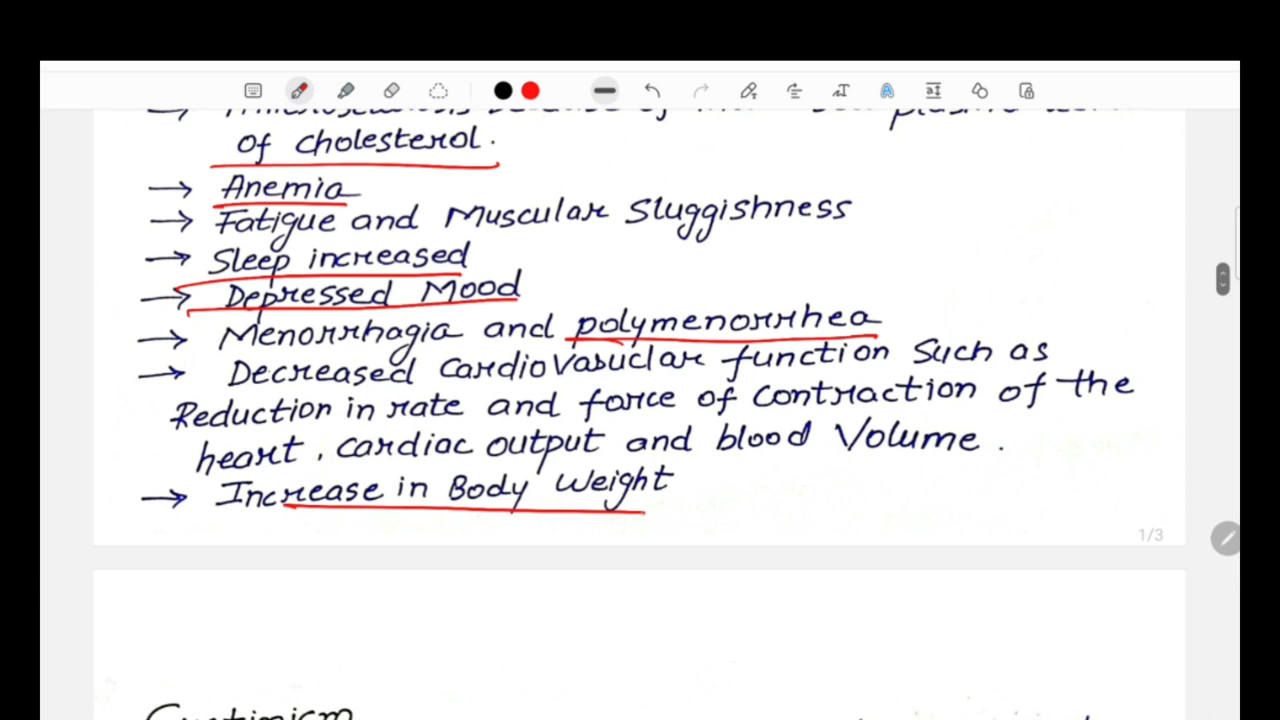 → of
of cholesterol.
→ Anemia
→ Fatigue and Muscular Sluggishness
→ Sleep increased
→ Depressed Mood
→ Menorrhagia and polymenorrhea
→ Decreased CardioVasuclar function Such as
Reduction in rate and force of contraction of the
heart, cardiac output and blood Volume.
→ Increase in Body Weight
1/3